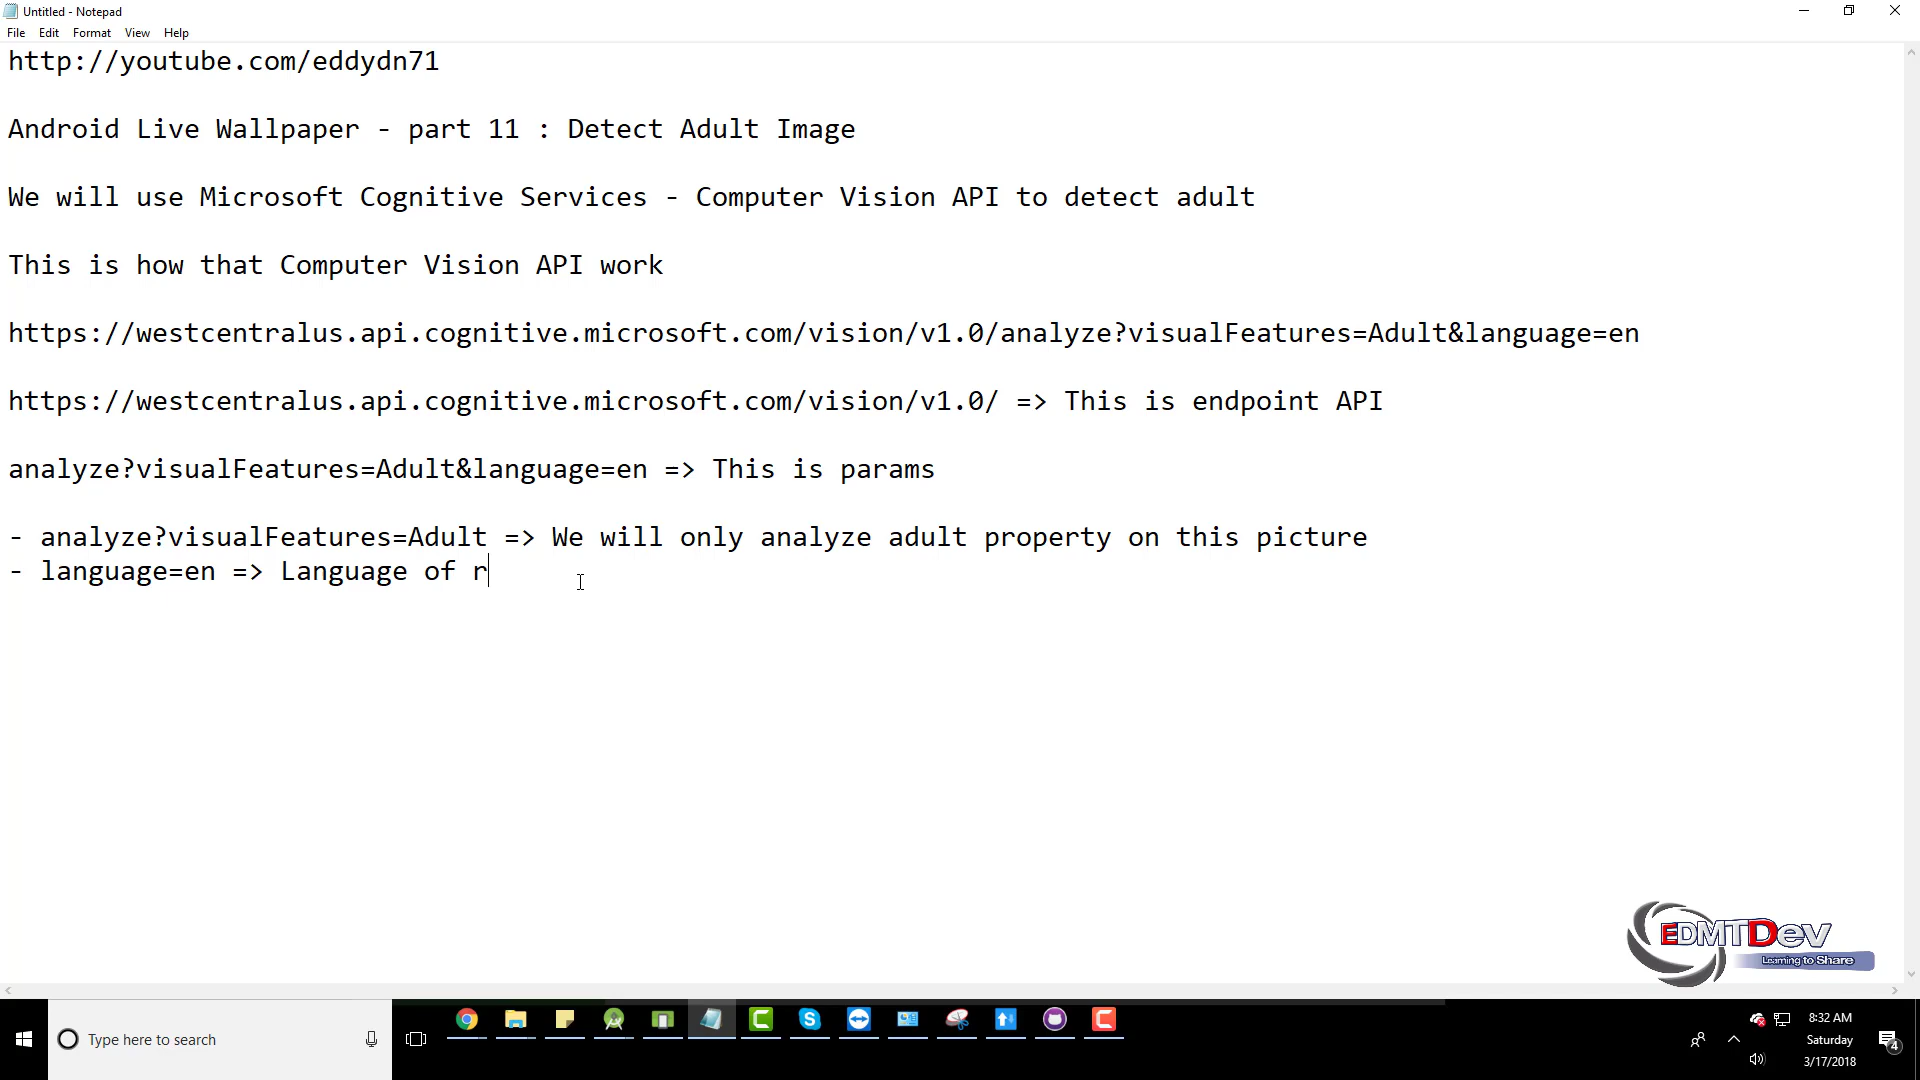 Untitled - Notepad
File Edit Format View Help
http://youtube.com/eddydn71
Android Live Wallpaper - part 11 : Detect Adult Image
We will use Microsoft Cognitive Services - Computer Vision API to detect adult
This is how that Computer Vision API work
https://westcentralus.api.cognitive.microsoft.com/vision/v1.0/analyze?visualFeatures=Adult&language=en
https://westcentralus.api.cognitive.microsoft.com/vision/v1.0/ => This is endpoint API
analyze?visualFeatures=Adult&language=en => This is params
- analyze?visualFeatures=Adult => We will only analyze adult property on this picture
- language=en => Language of r
EDMTDev
Learning to Share
Type here to search
8:32 AM
Saturday
3/17/2018
4